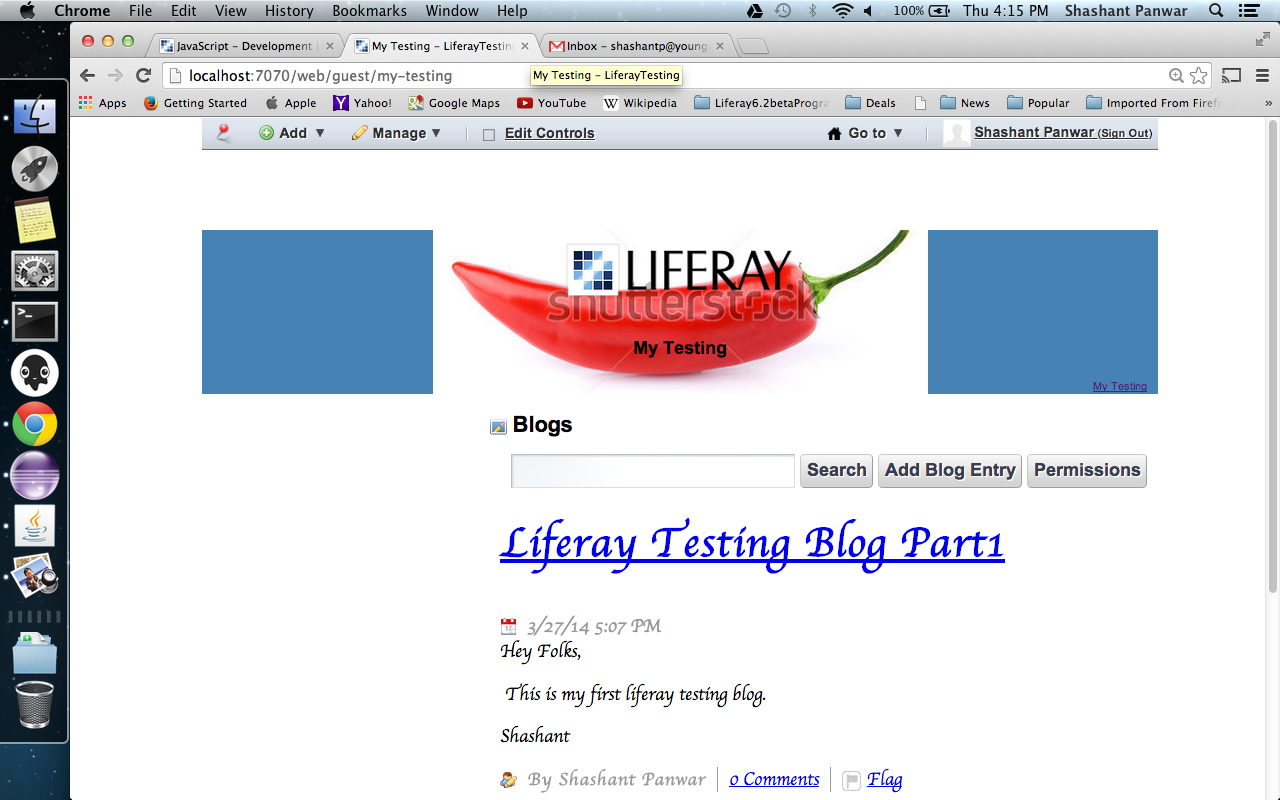 Chrome File Edit View History Bookmarks Window Help 100% Thu 4:15 PM Shashant Panwar
JavaScript – Development My Testing – LiferayTestin Inbox – shashantp@young
localhost:7070/web/guest/my-testing
My Testing – LiferayTesting
Apps Getting Started Apple Yahoo! Google Maps YouTube Wikipedia Liferay6.2betaProgra Deals News Popular Imported From Firef »
Add Manage Edit Controls Go to Shashant Panwar (Sign Out)
LIFERAY.
shutterstock
My Testing
My Testing
Blogs
Search Add Blog Entry Permissions
Liferay Testing Blog Part1
3/27/14 5:07 PM
Hey Folks,
This is my first liferay testing blog.
Shashant
By Shashant Panwar 0 Comments Flag